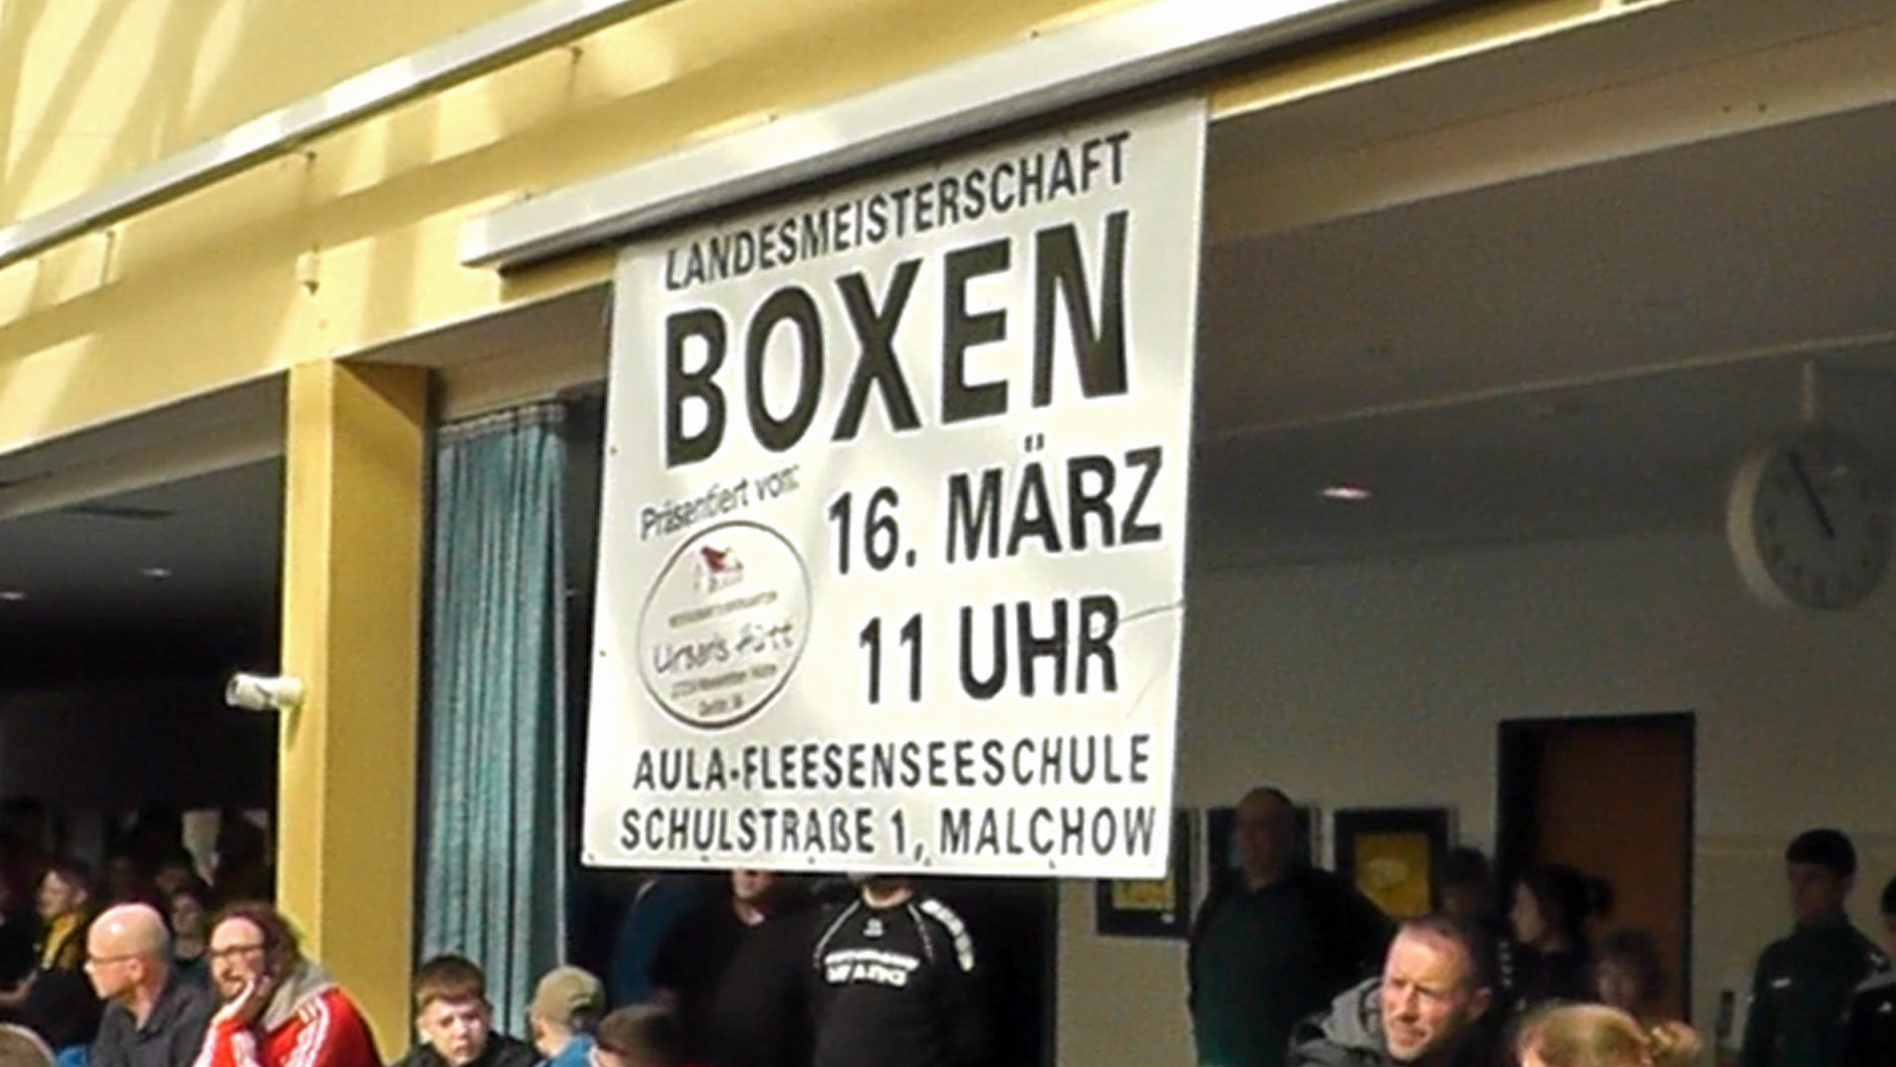 LANDESMEISTERSCHAFT
BOXEN
Präsentiert von:
16. MÄRZ
11 UHR
AULA-FLEESENSEESCHULE
SCHULSTRAßE 1, MALCHOW